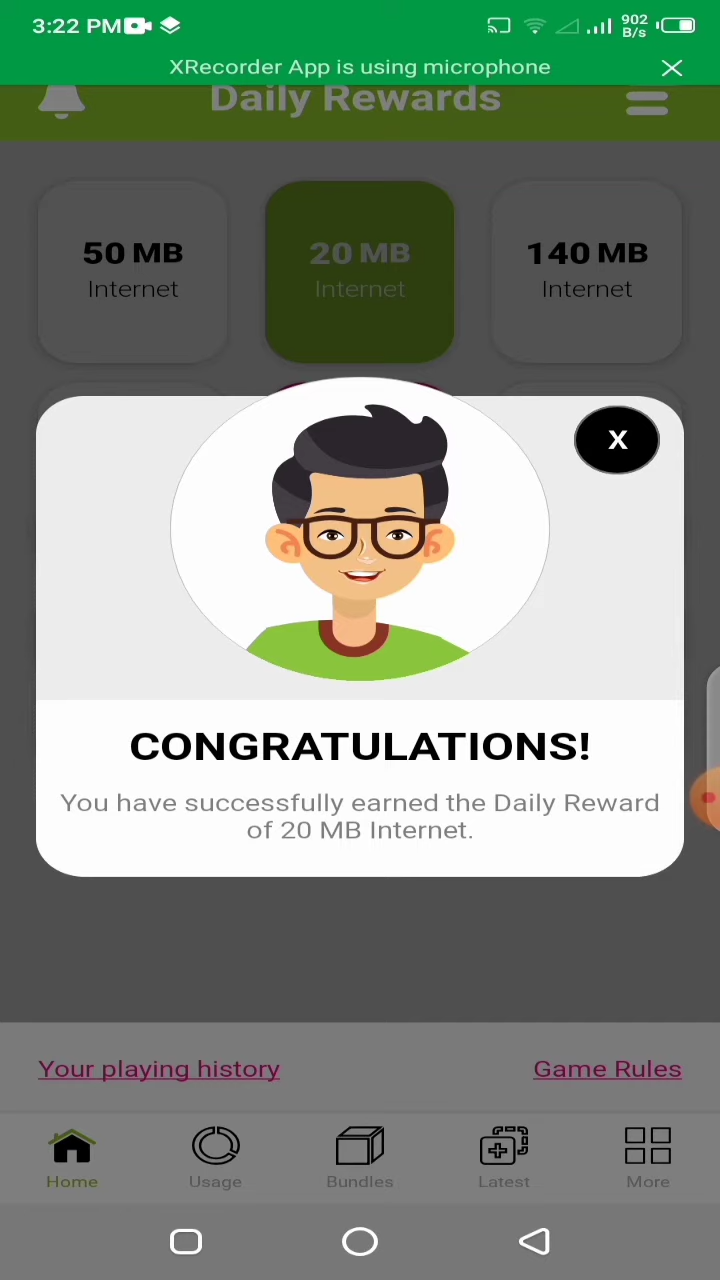 3:22 PM
902
B/s
XRecorder App is using microphone
Daily Rewards
50 MB
Internet
20 MB
Internet
140 MB
Internet
X
CONGRATULATIONS!
You have successfully earned the Daily Reward
of 20 MB Internet.
Your playing history
Game Rules
Home
Usage
Bundles
Latest
More